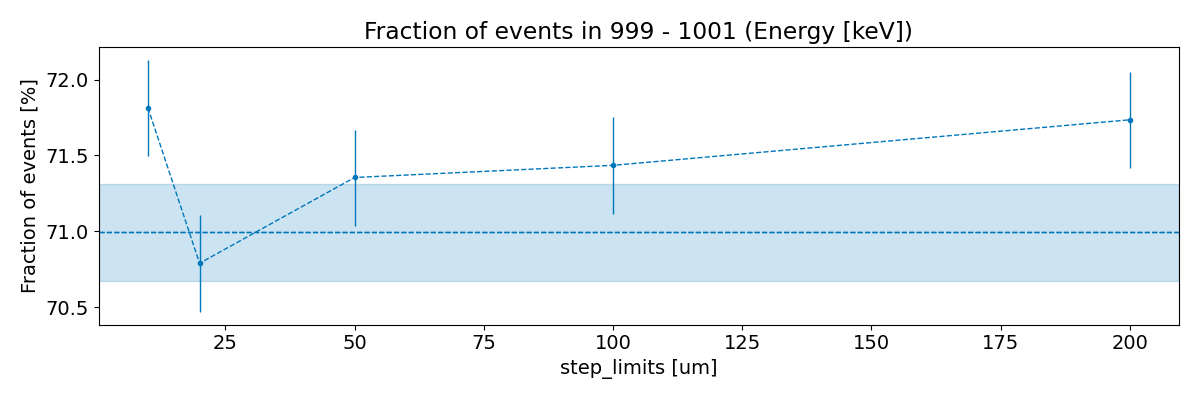 Fraction of events in 999 - 1001 (Energy [keV])
Fraction of events [%]
72.0
71.5
71.0
70.5
25 50 75 100 125 150 175 200
step_limits [um]